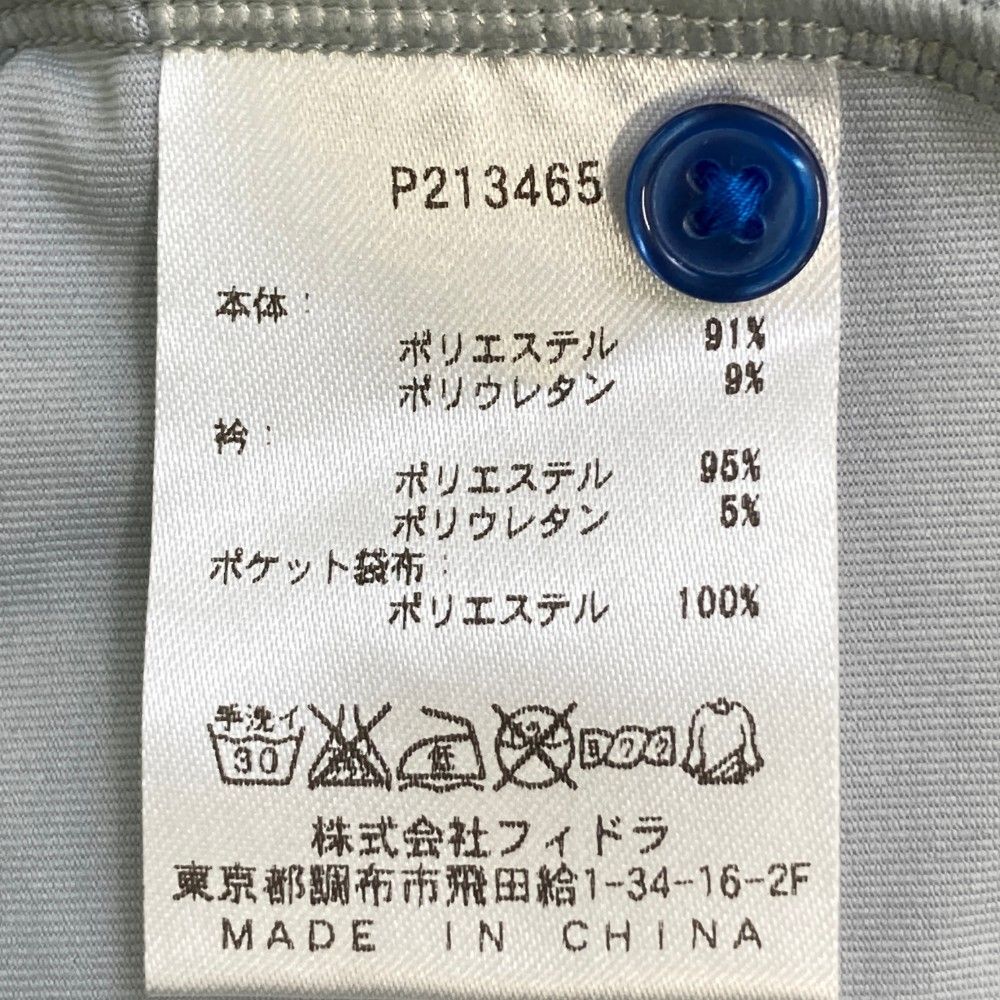 P213465
本体:
ポリエステル 91%
ポリウレタン 9%
衿:
ポリエステル 95%
ポリウレタン 5%
ポケット袋布:
ポリエステル 100%
手洗イ
30 低
株式会社フィドラ
東京都調布市飛田給1-34-16-2F
MADE IN CHINA